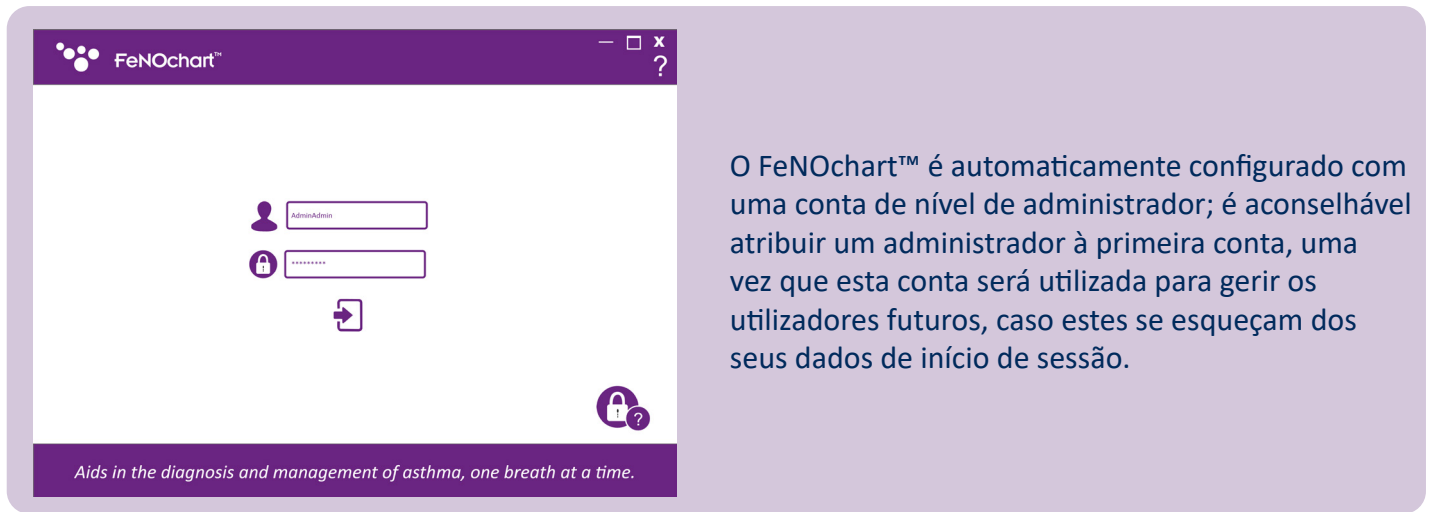 FeNOchart™
?
AdminAdmin
*********
?
Aids in the diagnosis and management of asthma, one breath at a time.
O FeNOchart™ é automaticamente configurado com
uma conta de nível de administrador; é aconselhável
atribuir um administrador à primeira conta, uma
vez que esta conta será utilizada para gerir os
utilizadores futuros, caso estes se esqueçam dos
seus dados de início de sessão.